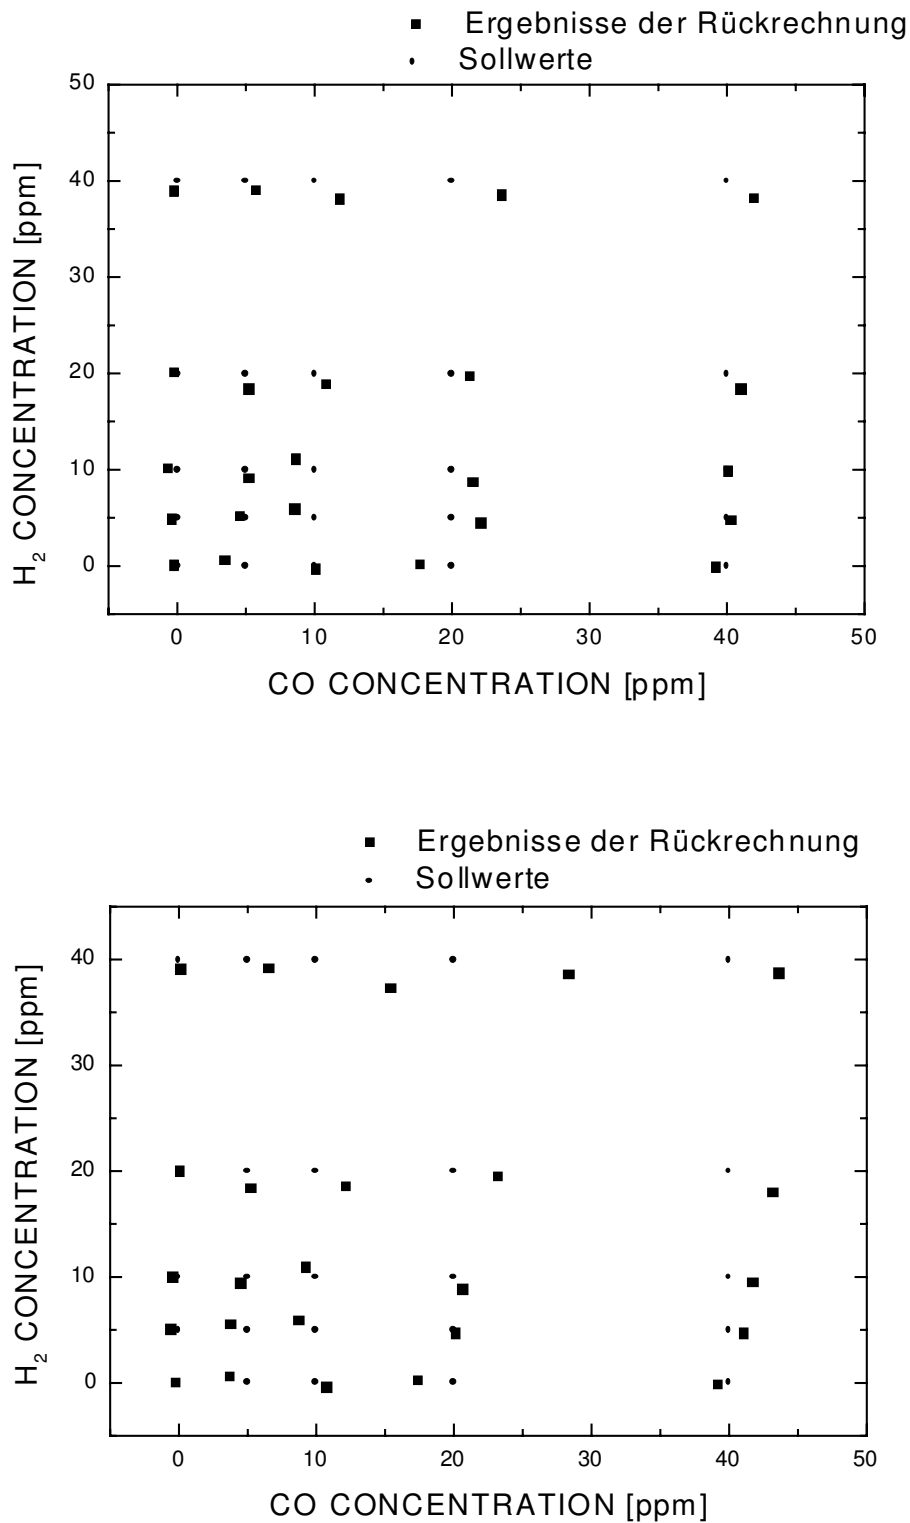 Ergebnisse der Rückrechnung
Sollwerte
50
40
30
20
10
0
H₂ CONCENTRATION [ppm]
0 10 20 30 40 50
CO CONCENTRATION [ppm]
Ergebnisse der Rückrechnung
Sollwerte
40
30
20
10
0
H₂ CONCENTRATION [ppm]
0 10 20 30 40 50
CO CONCENTRATION [ppm]